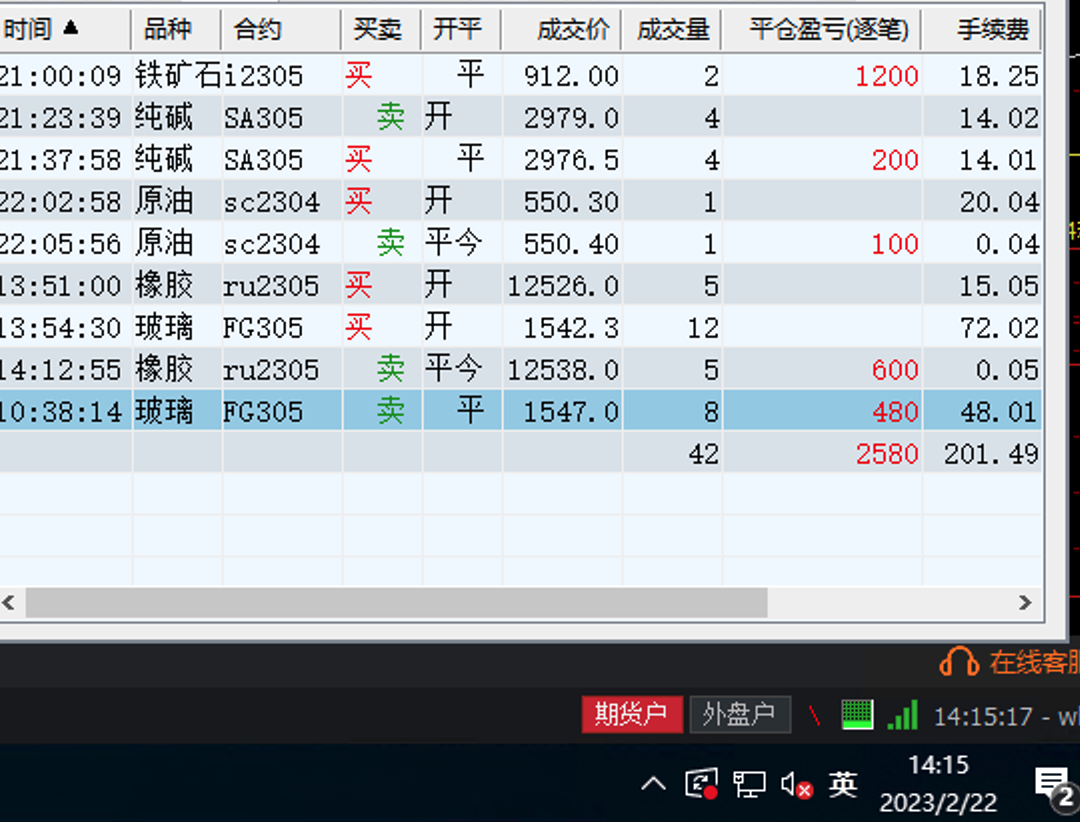 时间 ▲ 品种 合约 买卖 开平 成交价 成交量 平仓盈亏(逐笔) 手续费
21:00:09 铁矿石 i2305 买 平 912.00 2 1200 18.25
21:23:39 纯碱 SA305 卖 开 2979.0 4 14.02
21:37:58 纯碱 SA305 买 平 2976.5 4 200 14.01
22:02:58 原油 sc2304 买 开 550.30 1 20.04
22:05:56 原油 sc2304 卖 平今 550.40 1 100 0.04
13:51:00 橡胶 ru2305 买 开 12526.0 5 15.05
13:54:30 玻璃 FG305 买 开 1542.3 12 72.02
14:12:55 橡胶 ru2305 卖 平今 12538.0 5 600 0.05
10:38:14 玻璃 FG305 卖 平 1547.0 8 480 48.01
42 2580 201.49
在线客服
期货户 外盘户 14:15:17 - w
英 14:15
2023/2/22 2